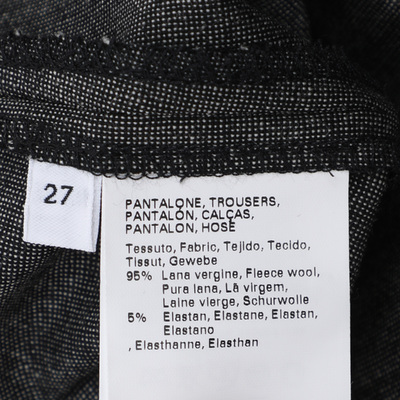 27
PANTALONE, TROUSERS,
PANTALÓN, CALÇAS,
PANTALON, HOSE
Tessuto, Fabric, Tejido, Tecido,
Tissut, Gewebe
95% Lana vergine, Fleece wool,
Pura lana, Lã virgem,
Laine vierge, Schurwolle
5% Elastan, Elastane, Elastan,
Elastano
, Elasthanne, Elasthan